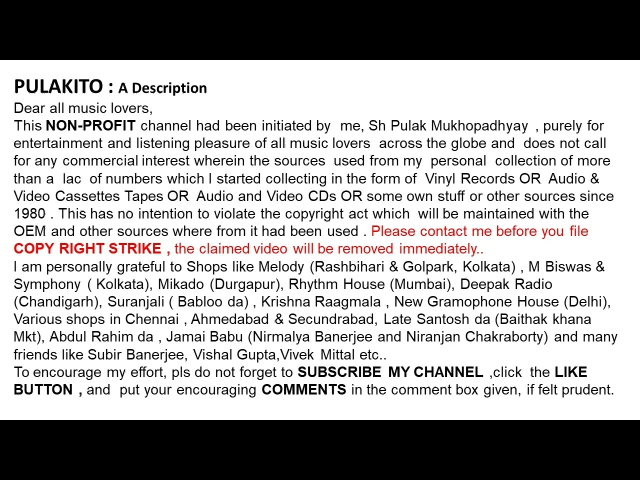 PULAKITO : A Description
Dear all music lovers,
This NON-PROFIT channel had been initiated by me, Sh Pulak Mukhopadhyay , purely for
entertainment and listening pleasure of all music lovers across the globe and does not call
for any commercial interest wherein the sources used from my personal collection of more
than a lac of numbers which I started collecting in the form of Vinyl Records OR Audio &
Video Cassettes Tapes OR Audio and Video CDs OR some own stuff or other sources since
1980 . This has no intention to violate the copyright act which will be maintained with the
OEM and other sources where from it had been used . Please contact me before you file
COPY RIGHT STRIKE , the claimed video will be removed immediately..
I am personally grateful to Shops like Melody (Rashbihari & Golpark, Kolkata) , M Biswas &
Symphony ( Kolkata), Mikado (Durgapur), Rhythm House (Mumbai), Deepak Radio
(Chandigarh), Suranjali ( Babloo da) , Krishna Raagmala , New Gramophone House (Delhi),
Various shops in Chennai , Ahmedabad & Secundrabad, Late Santosh da (Baithak khana
Mkt), Abdul Rahim da , Jamai Babu (Nirmalya Banerjee and Niranjan Chakraborty) and many
friends like Subir Banerjee, Vishal Gupta,Vivek Mittal etc..
To encourage my effort, pls do not forget to SUBSCRIBE MY CHANNEL ,click the LIKE
BUTTON , and put your encouraging COMMENTS in the comment box given, if felt prudent.